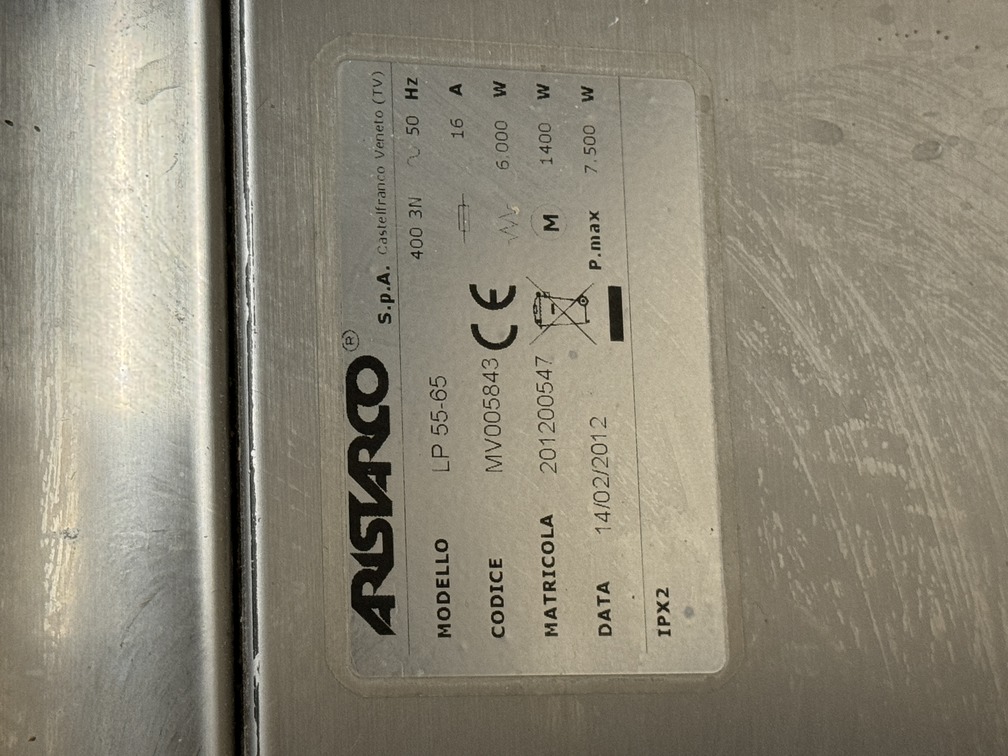 ARISTARCO® S.p.A. Castelfranco Veneto (TV)
MODELLO LP 55-65 400 3N ~ 50 Hz
16 A
CODICE MV005843 CE 6.000 W
MATRICOLA 201200547 M 1400 W
DATA 14/02/2012 P.max 7.500 W
IPX2